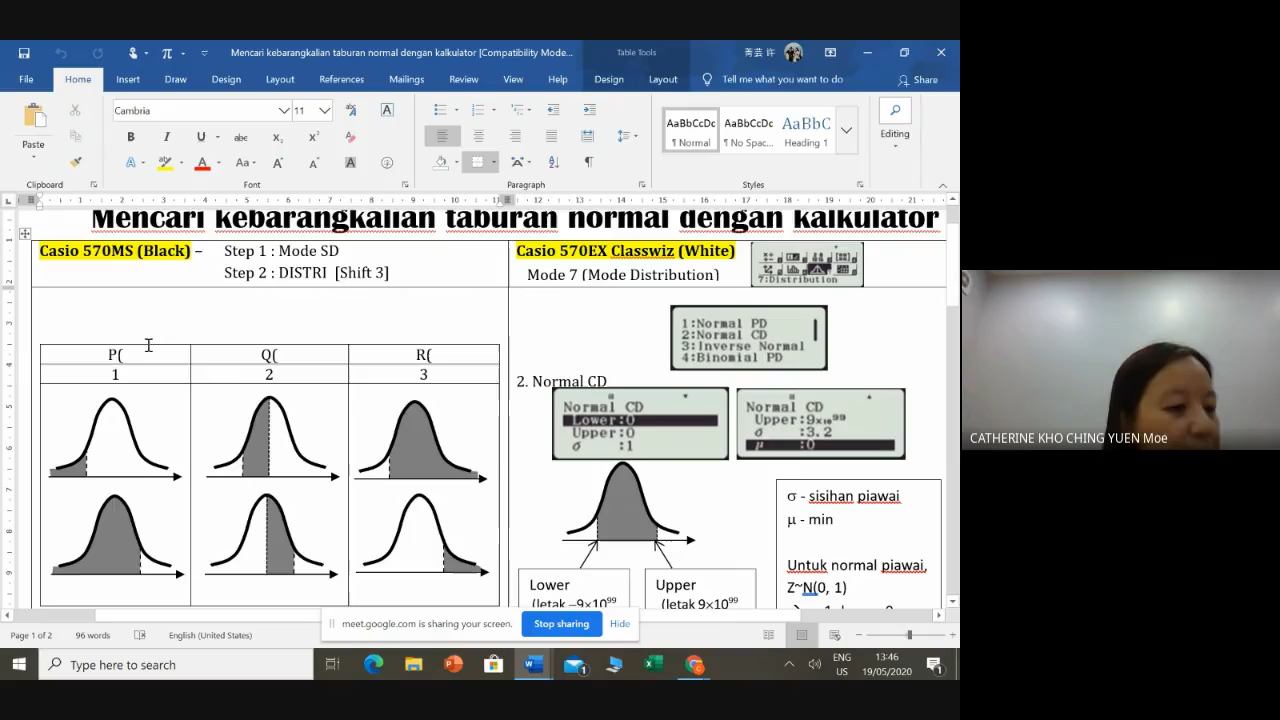 Mencari kebarangkalian taburan normal dengan kalkulator [Compatibility Mode...
Table Tools
菁芸 许
File
Home
Insert
Draw
Design
Layout
References
Mailings
Review
View
Help
Design
Layout
Tell me what you want to do
Share
Paste
Clipboard
Cambria
11
Font
Paragraph
AaBbCcDc
¶ Normal
AaBbCcDc
¶ No Spac...
AaBbC
Heading 1
Styles
Editing
Mencari kebarangkalian taburan normal dengan kalkulator
Casio 570MS (Black) – Step 1 : Mode SD
Step 2 : DISTRI [Shift 3]
P( Q( R(
1 2 3
Casio 570EX Classwiz (White)
Mode 7 (Mode Distribution)
7:Distribution
1:Normal PD
2:Normal CD
3:Inverse Normal
4:Binomial PD
2. Normal CD
Normal CD
Lower:0
Upper:0
σ :1
Normal CD
Upper:9×10⁹⁹
σ :3.2
μ :0
Lower
(letak −9×10⁹⁹
Upper
(letak 9×10⁹⁹
σ - sisihan piawai
μ - min
Untuk normal piawai,
Z~N(0, 1)
meet.google.com is sharing your screen.
Stop sharing
Hide
Page 1 of 2
96 words
English (United States)
Type here to search
ENG
US
13:46
19/05/2020
CATHERINE KHO CHING YUEN Moe